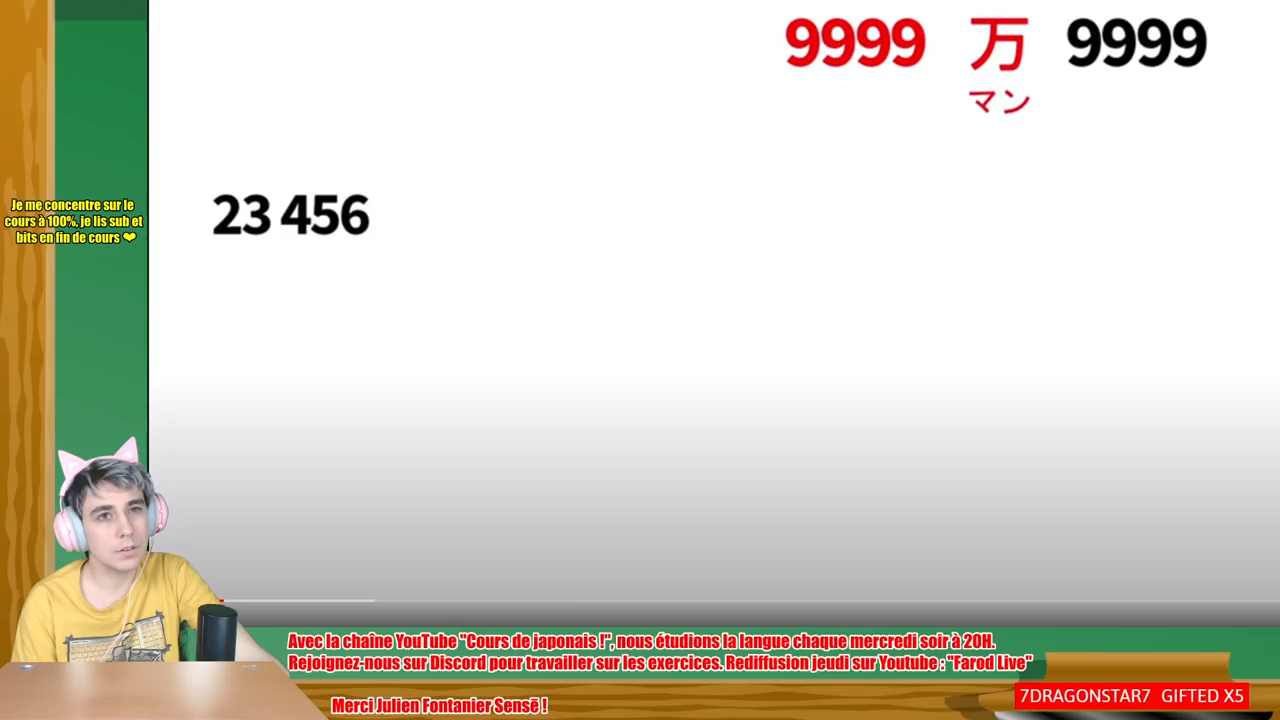 9999 万 9999
マン
23 456
Je me concentre sur le
cours à 100%, je lis sub et
bits en fin de cours ❤
Avec la chaîne YouTube "Cours de japonais !", nous étudions la langue chaque mercredi soir à 20H.
Rejoignez-nous sur Discord pour travailler sur les exercices. Rediffusion jeudi sur Youtube : "Farod Live"
Merci Julien Fontanier Sensē !
7DRAGONSTAR7 GIFTED X5